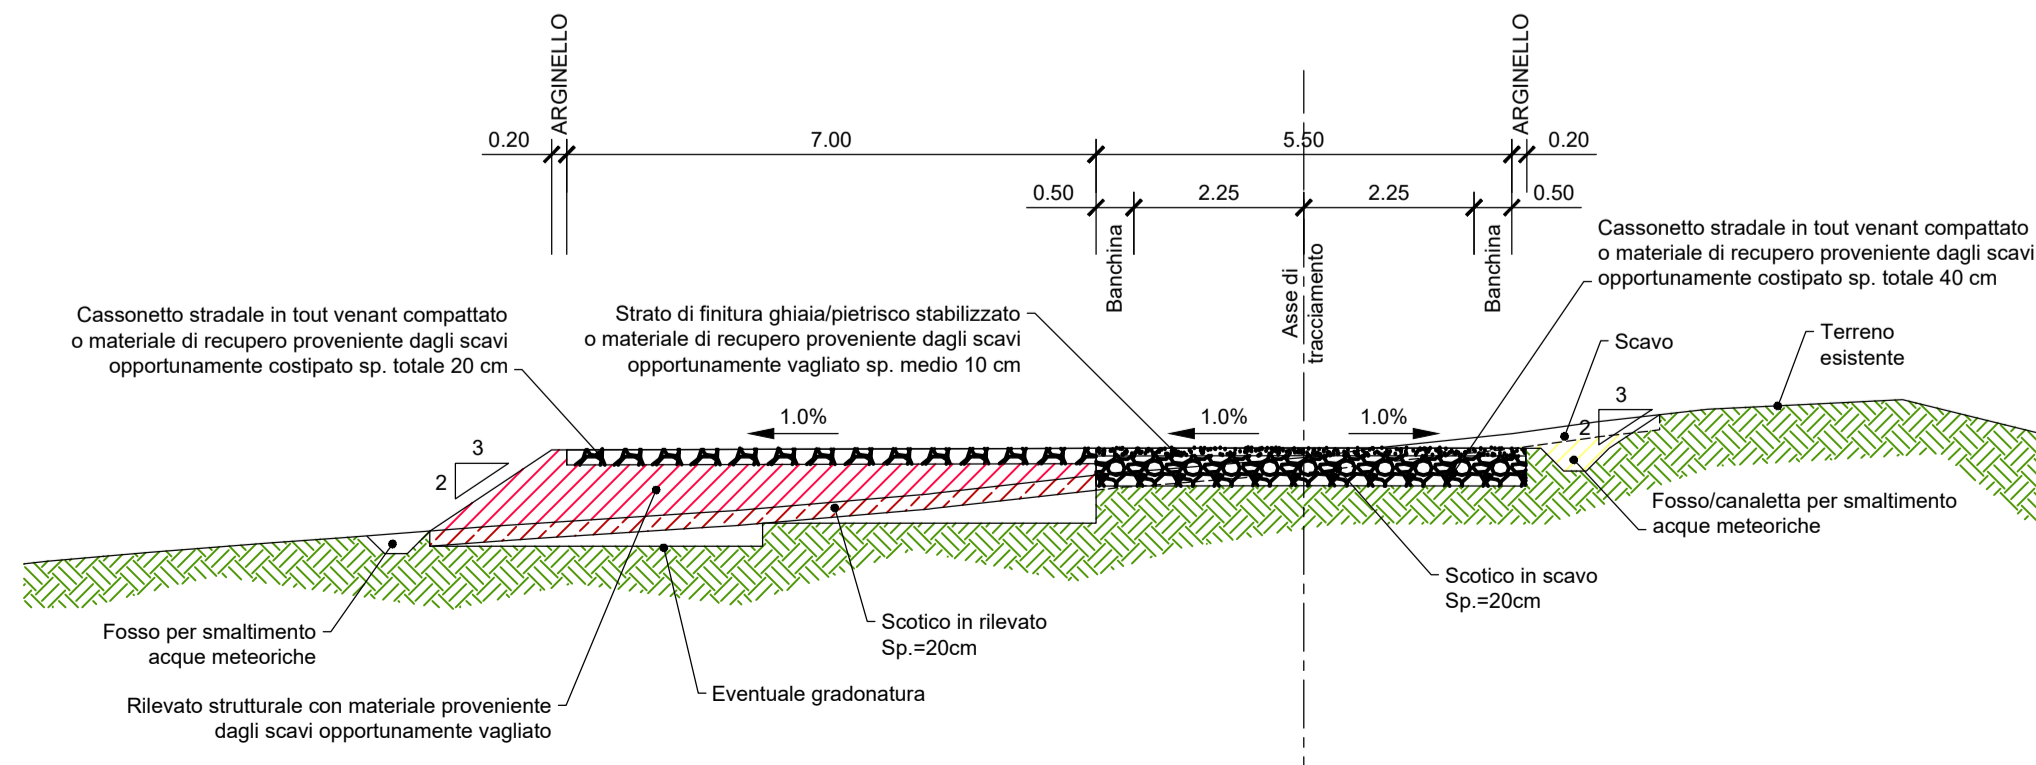 ARGINELLO
ARGINELLO
0.20
7.00
5.50
0.20
0.50
2.25
2.25
0.50
Banchina
Asse di
tracciamento
Banchina
Cassonetto stradale in tout venant compattato
o materiale di recupero proveniente dagli scavi
opportunamente costipato sp. totale 40 cm
Cassonetto stradale in tout venant compattato
o materiale di recupero proveniente dagli scavi
opportunamente costipato sp. totale 20 cm
Strato di finitura ghiaia/pietrisco stabilizzato
o materiale di recupero proveniente dagli scavi
opportunamente vagliato sp. medio 10 cm
Scavo
Terreno
esistente
1.0%
1.0%
1.0%
3
2
3
2
Fosso/canaletta per smaltimento
acque meteoriche
Scotico in scavo
Sp.=20cm
Scotico in rilevato
Sp.=20cm
Fosso per smaltimento
acque meteoriche
Eventuale gradonatura
Rilevato strutturale con materiale proveniente
dagli scavi opportunamente vagliato